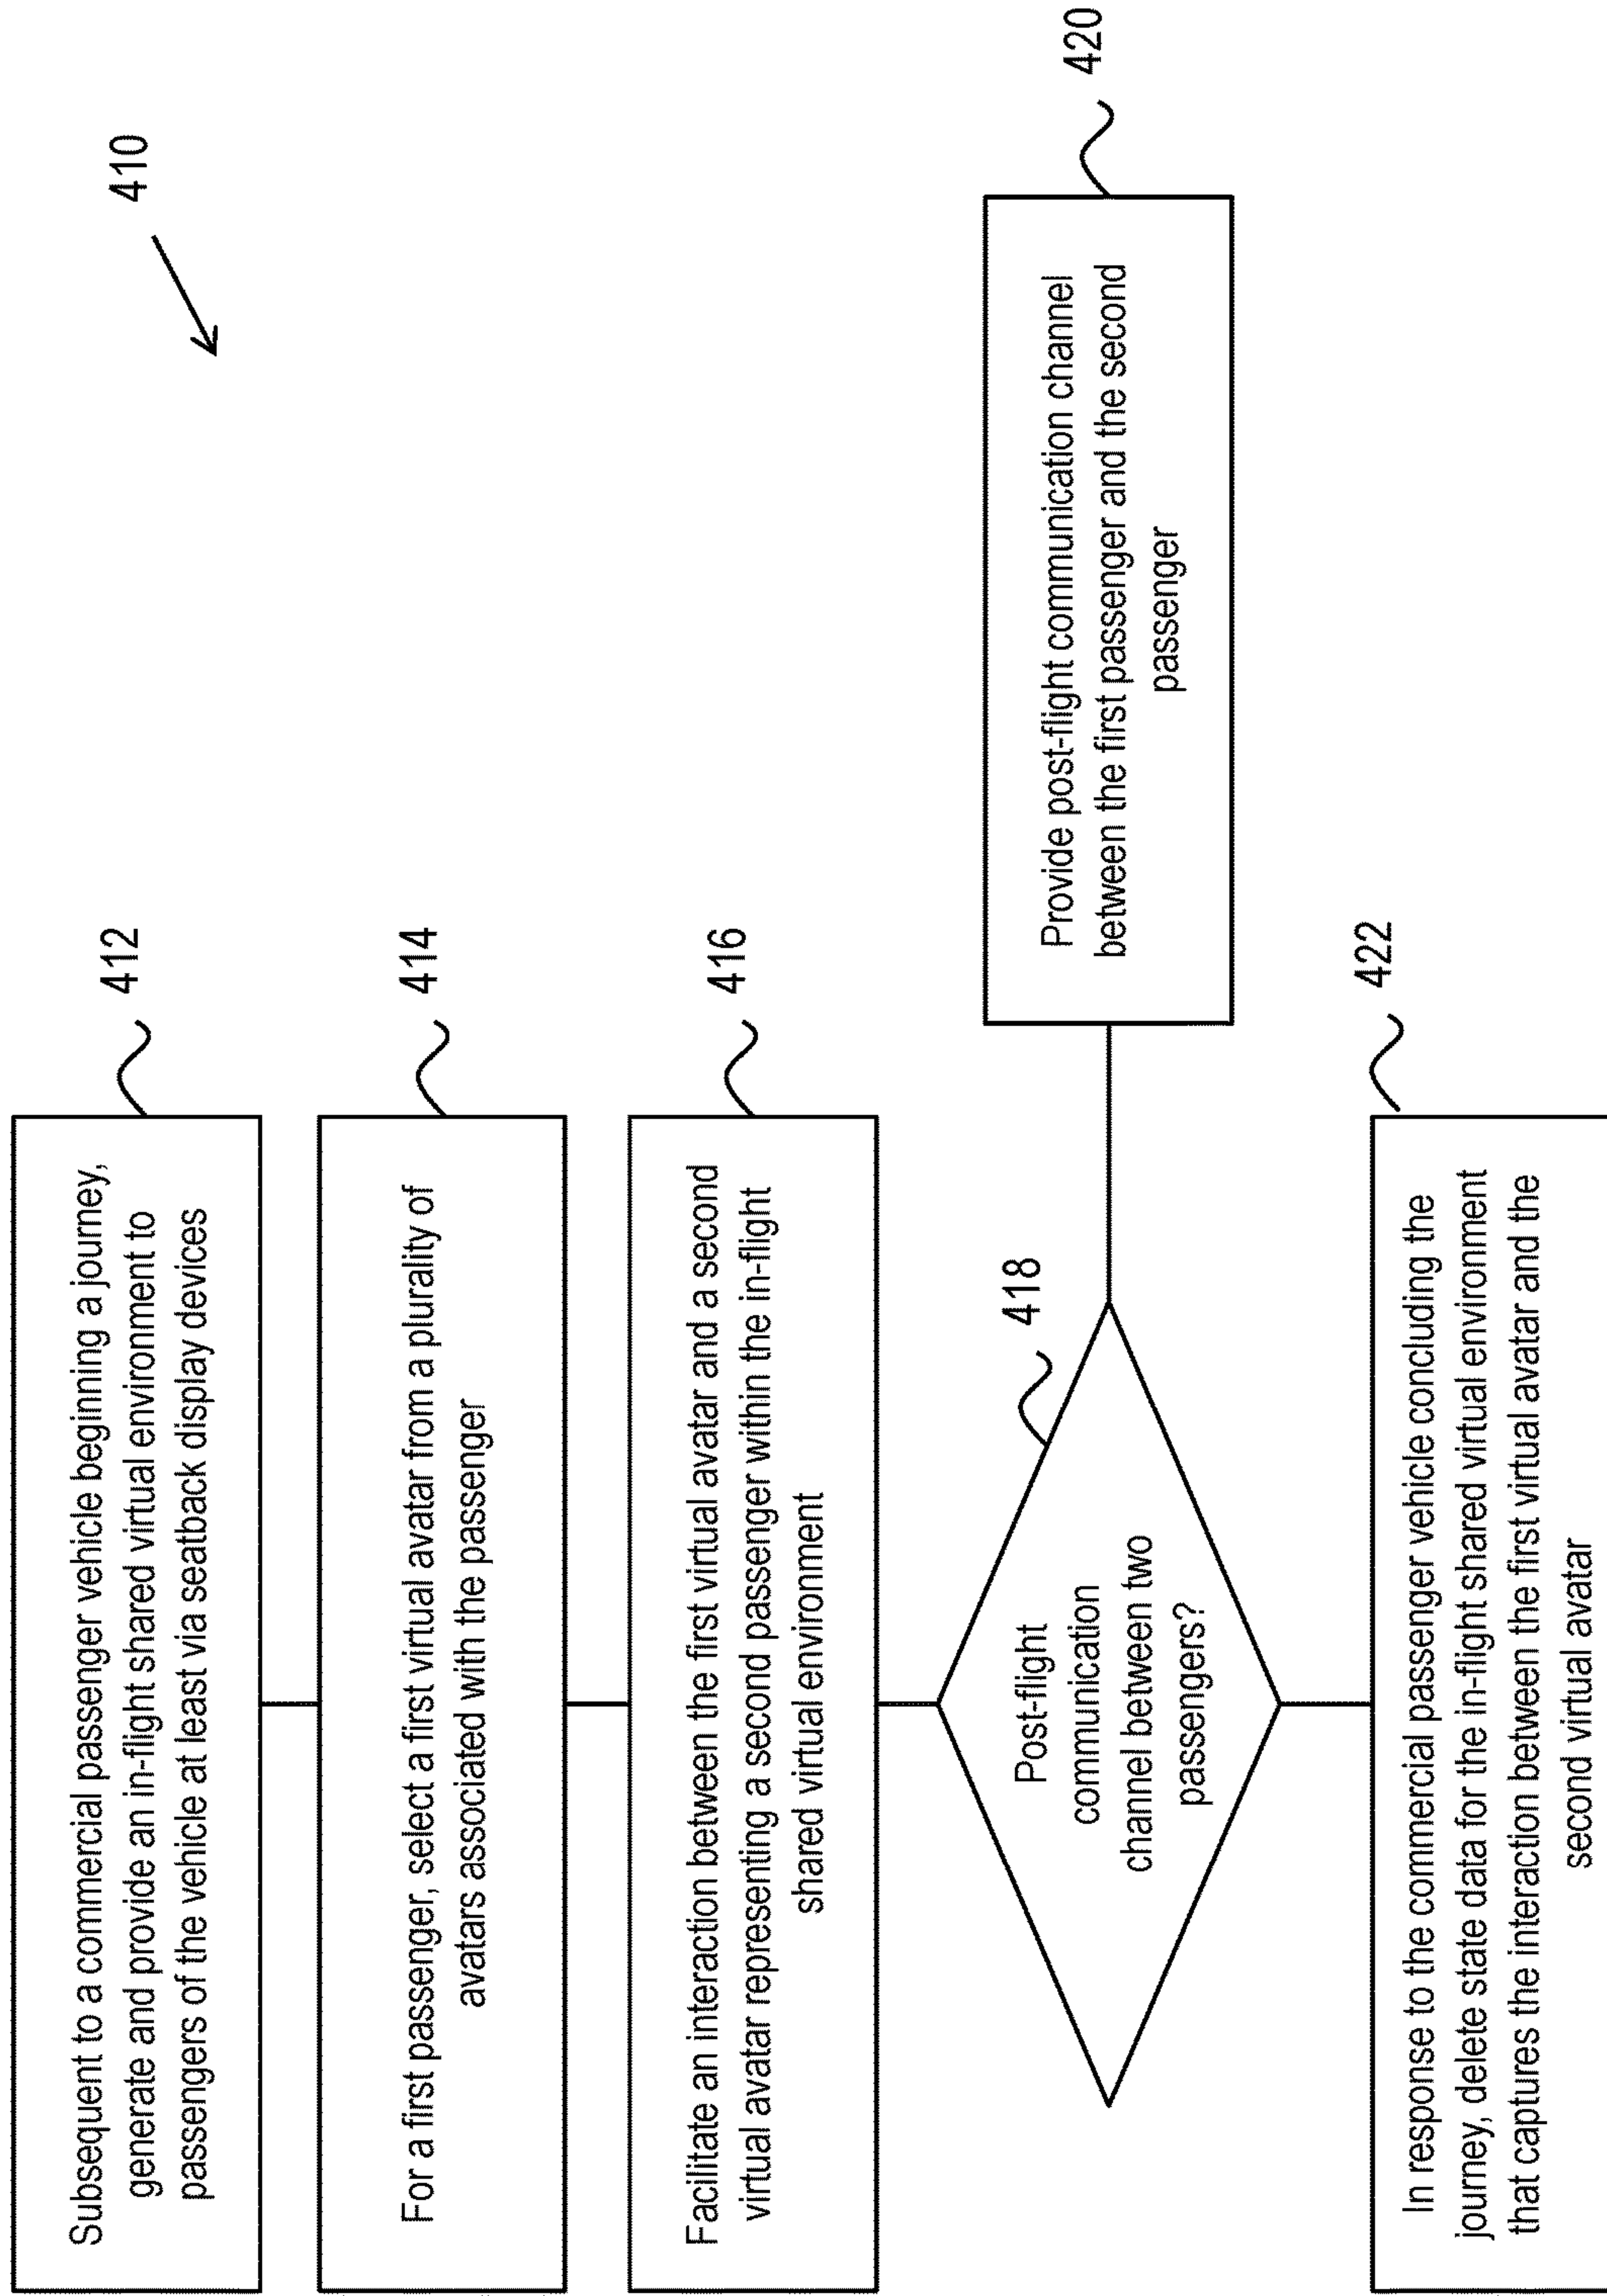 410
Subsequent to a commercial passenger vehicle beginning a journey,
generate and provide an in-flight shared virtual environment to
passengers of the vehicle at least via seatback display devices
412
For a first passenger, select a first virtual avatar from a plurality of
avatars associated with the passenger
414
Facilitate an interaction between the first virtual avatar and a second
virtual avatar representing a second passenger within the in-flight
shared virtual environment
416
Post-flight
communication
channel between two
passengers?
418
Provide post-flight communication channel
between the first passenger and the second
passenger
420
In response to the commercial passenger vehicle concluding the
journey, delete state data for the in-flight shared virtual environment
that captures the interaction between the first virtual avatar and the
second virtual avatar
422